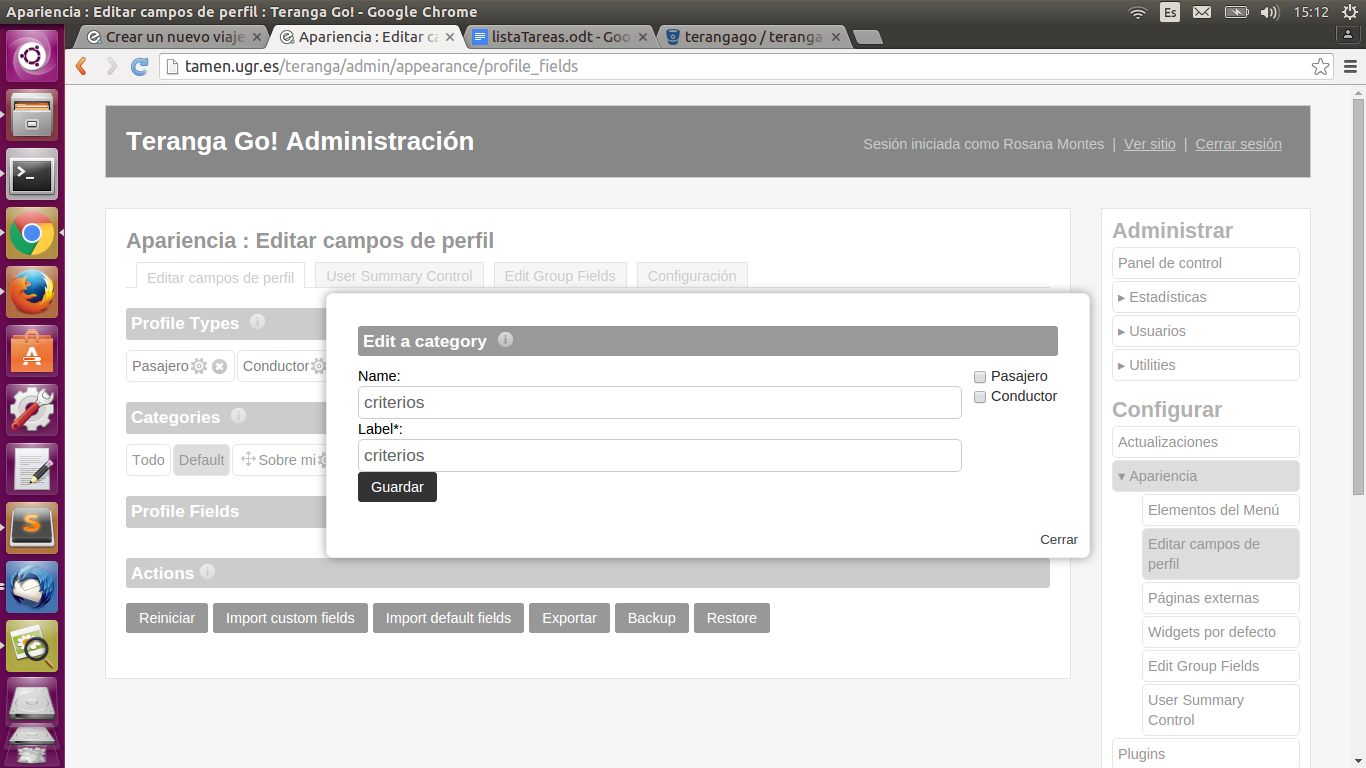 Apariencia : Editar campos de perfil : Teranga Go! - Google Chrome
Es
15:12
Crear un nuevo viaje
Apariencia : Editar ca
listaTareas.odt - Goo
terangago / teranga
tamen.ugr.es/teranga/admin/appearance/profile_fields
Teranga Go! Administración
Sesión iniciada como Rosana Montes | Ver sitio | Cerrar sesión
Apariencia : Editar campos de perfil
Editar campos de perfil
User Summary Control
Edit Group Fields
Configuración
Profile Types
Pasajero
Conductor
Categories
Todo
Default
Sobre mi
Profile Fields
Edit a category
Name:
criterios
Label*:
criterios
Guardar
Pasajero
Conductor
Cerrar
Actions
Reiniciar
Import custom fields
Import default fields
Exportar
Backup
Restore
Administrar
Panel de control
▸ Estadísticas
▸ Usuarios
▸ Utilities
Configurar
Actualizaciones
▾ Apariencia
Elementos del Menú
Editar campos de
perfil
Páginas externas
Widgets por defecto
Edit Group Fields
User Summary
Control
Plugins